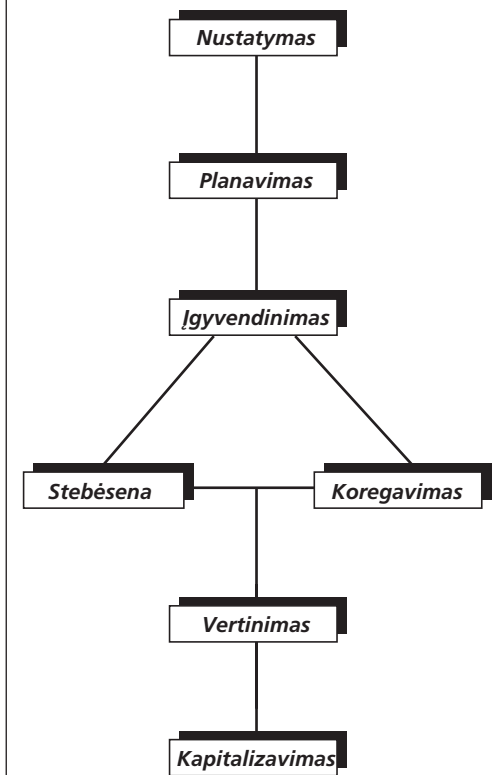 Nustatymas
Planavimas
Įgyvendinimas
Stebėsena
Koregavimas
Vertinimas
Kapitalizavimas